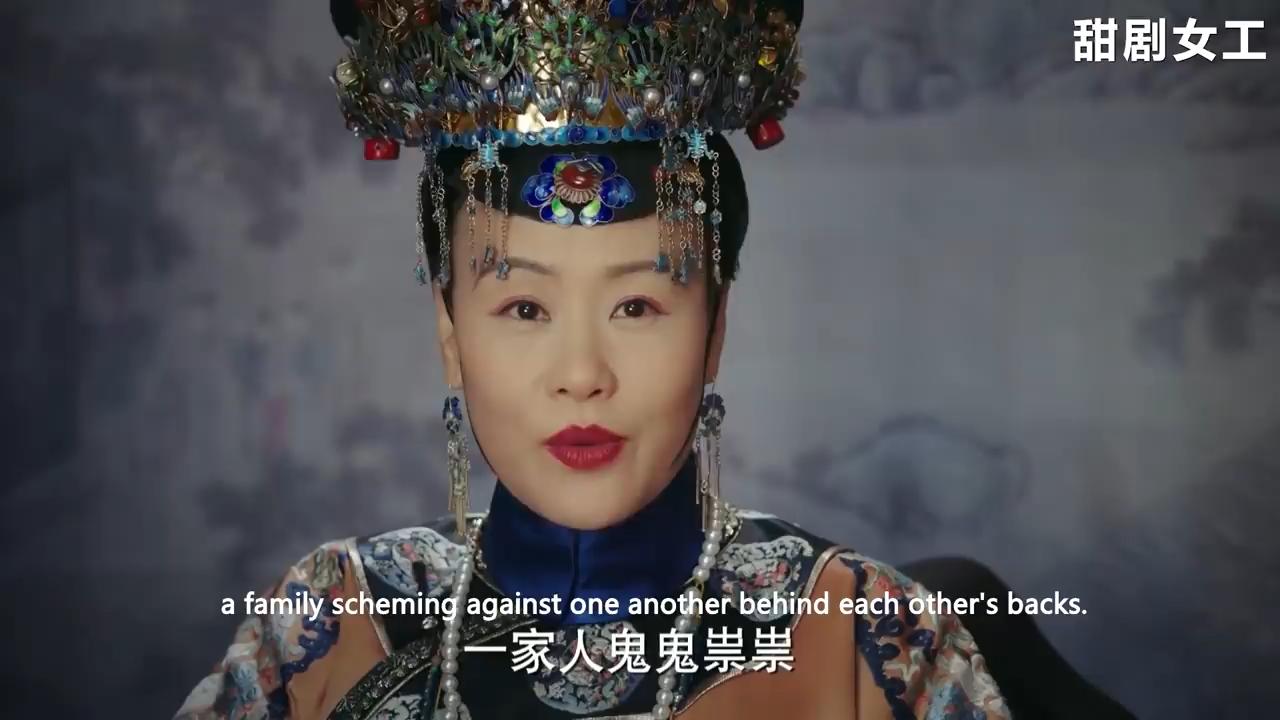 甜剧女工
a family scheming against one another behind each other's backs.
一家人鬼鬼祟祟